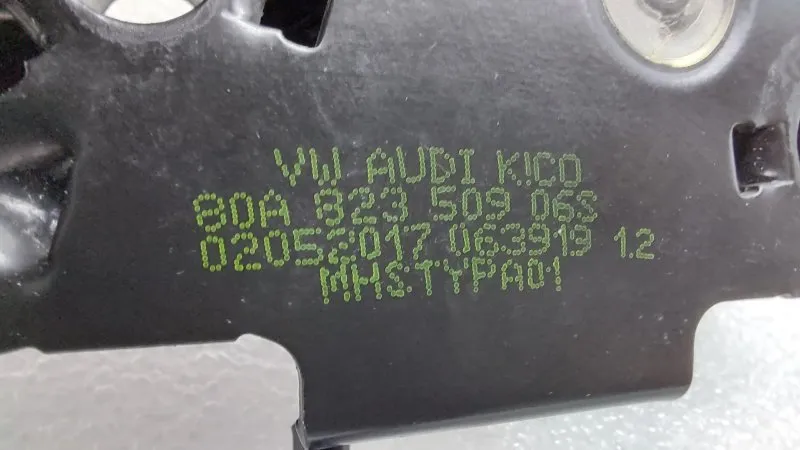 VW AUDI KICO
80A 823 509 06S
02052017 063919 1.2
!MHSTYPA01!